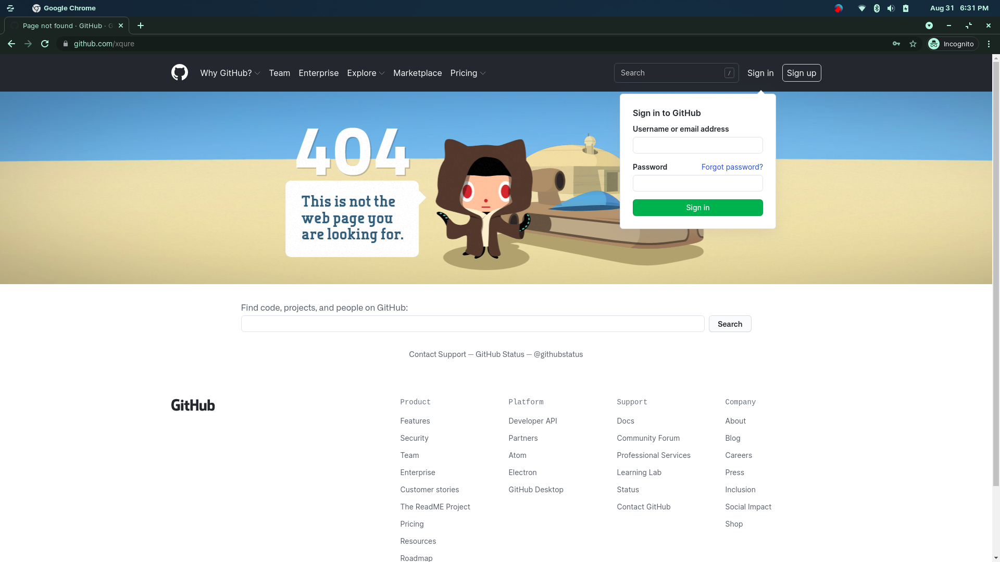 Google Chrome
Aug 31 6:31 PM
Page not found · GitHub · G
github.com/xqure
Incognito
Why GitHub? Team Enterprise Explore Marketplace Pricing
Search /
Sign in Sign up
Sign in to GitHub
Username or email address
Password Forgot password?
Sign in
404
This is not the
web page you
are looking for.
Find code, projects, and people on GitHub:
Search
Contact Support — GitHub Status — @githubstatus
GitHub
Product
Features
Security
Team
Enterprise
Customer stories
The ReadME Project
Pricing
Resources
Roadmap
Platform
Developer API
Partners
Atom
Electron
GitHub Desktop
Support
Docs
Community Forum
Professional Services
Learning Lab
Status
Contact GitHub
Company
About
Blog
Careers
Press
Inclusion
Social Impact
Shop